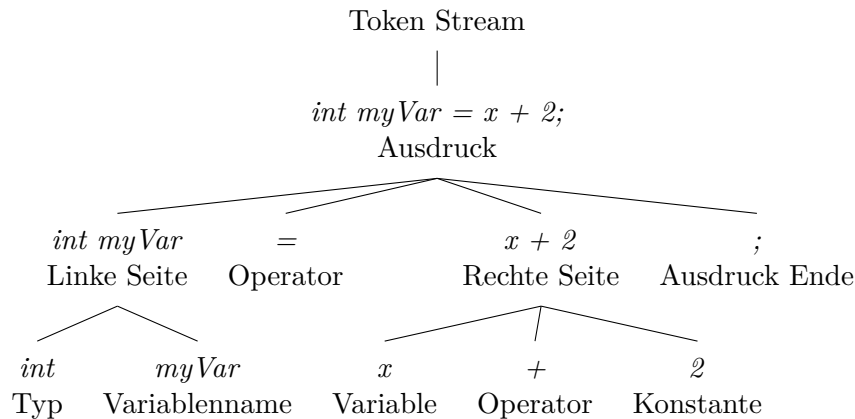 Token Stream
int myVar = x + 2;
Ausdruck
int myVar = x + 2 ;
Linke Seite Operator Rechte Seite Ausdruck Ende
int myVar x + 2
Typ Variablenname Variable Operator Konstante